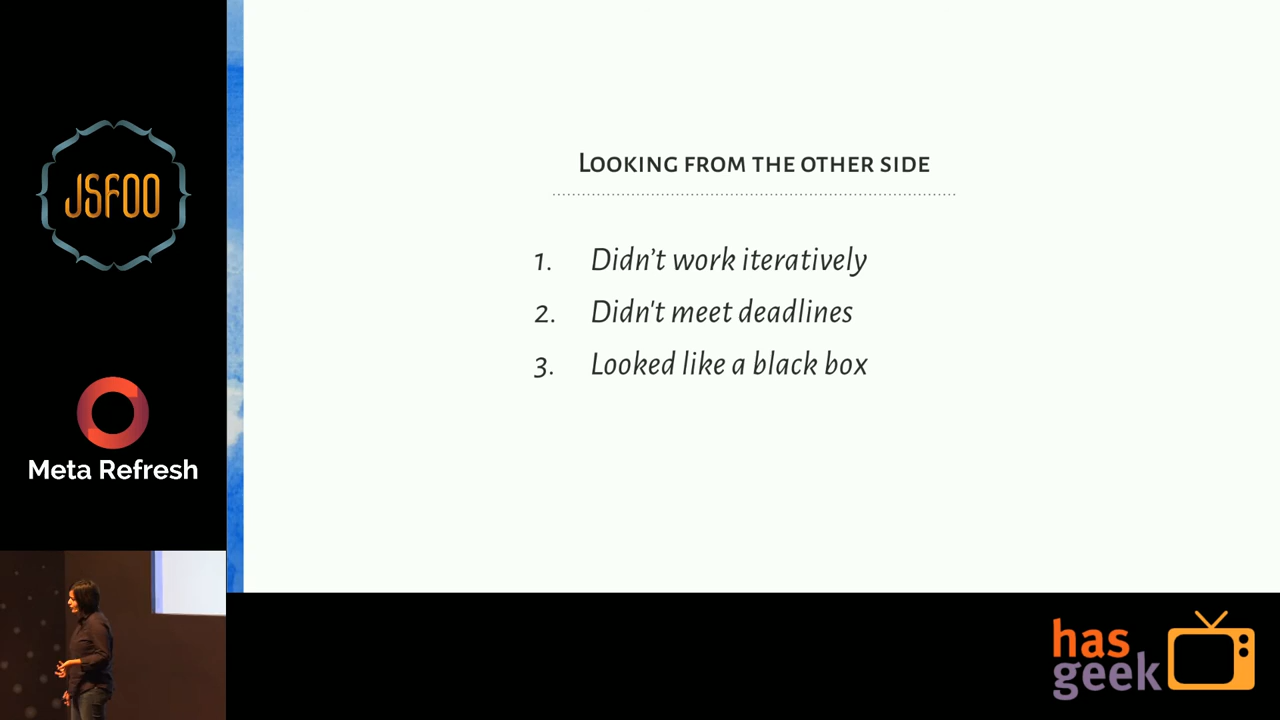 JSFOO
Meta Refresh
Looking from the other side
1. Didn’t work iteratively
2. Didn't meet deadlines
3. Looked like a black box
has
geek